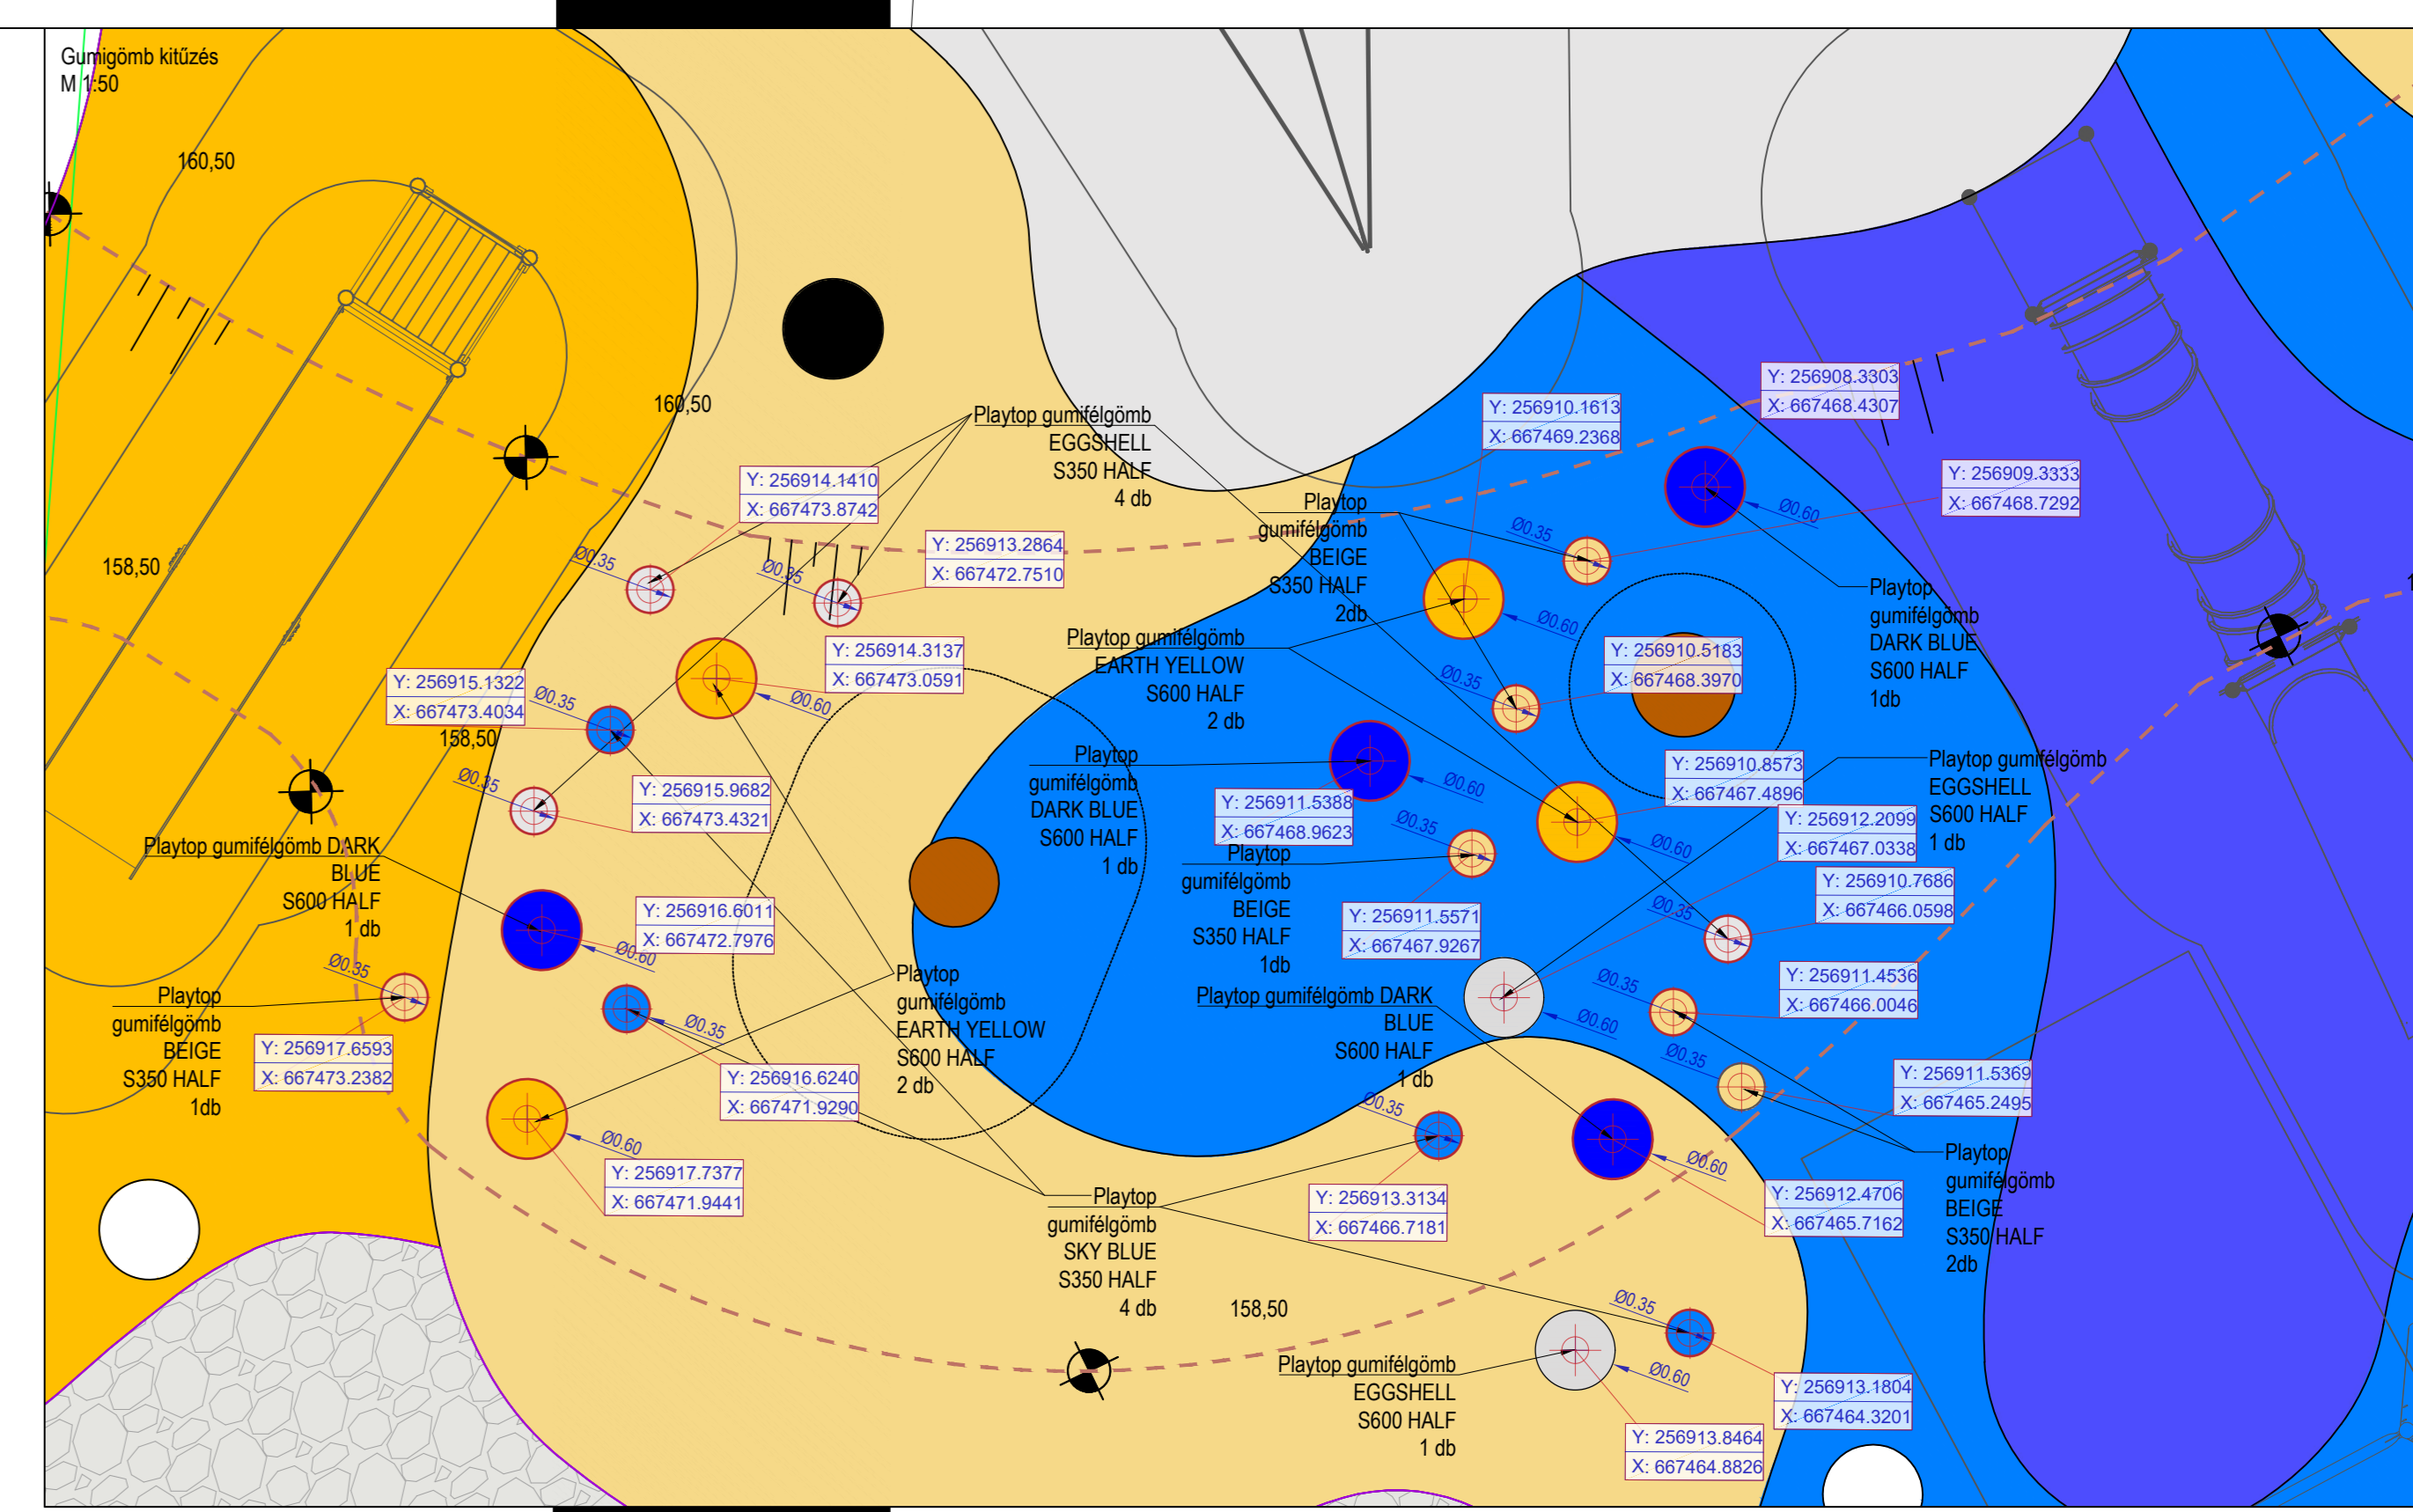 Gumigömb kitűzés
M 1:50
160,50
160,50
158,50
158,50
158,50
Playtop gumifélgömb
EGGSHELL
S350 HALF
4 db
Y: 256914.1410
X: 667473.8742
Y: 256913.2864
X: 667472.7510
Ø0.35
Ø0.35
Y: 256914.3137
X: 667473.0591
Ø0.60
Y: 256915.1322
X: 667473.4034
Ø0.35
Y: 256915.9682
X: 667473.4321
Ø0.35
Playtop gumifélgömb DARK
BLUE
S600 HALF
1 db
Y: 256916.6011
X: 667472.7976
Ø0.60
Ø0.35
Playtop
gumifélgömb
BEIGE
S350 HALF
1db
Y: 256917.6593
X: 667473.2382
Ø0.35
Y: 256916.6240
X: 667471.9290
Playtop
gumifélgömb
EARTH YELLOW
S600 HALF
2 db
Ø0.60
Y: 256917.7377
X: 667471.9441
Playtop
gumifélgömb
SKY BLUE
S350 HALF
4 db
Y: 256910.1613
X: 667469.2368
Y: 256908.3303
X: 667468.4307
Y: 256909.3333
X: 667468.7292
Playtop
gumifélgömb
BEIGE
S350 HALF
2db
Ø0.35
Ø0.60
Playtop
gumifélgömb
DARK BLUE
S600 HALF
1db
Playtop gumifélgömb
EARTH YELLOW
S600 HALF
2 db
Ø0.60
Ø0.35
Y: 256910.5183
X: 667468.3970
Playtop
gumifélgömb
DARK BLUE
S600 HALF
1 db
Ø0.60
Y: 256911.5388
X: 667468.9623
Y: 256910.8573
X: 667467.4896
Ø0.60
Playtop gumifélgömb
EGGSHELL
S600 HALF
1 db
Y: 256912.2099
X: 667467.0338
Ø0.35
Playtop
gumifélgömb
BEIGE
S350 HALF
1db
Y: 256911.5571
X: 667467.9267
Y: 256910.7686
X: 667466.0598
Ø0.35
Ø0.60
Ø0.35
Y: 256911.4536
X: 667466.0046
Playtop gumifélgömb DARK
BLUE
S600 HALF
1 db
Ø0.35
Y: 256911.5369
X: 667465.2495
Playtop
gumifélgömb
BEIGE
S350 HALF
2db
Ø0.35
Ø0.60
Y: 256913.3134
X: 667466.7181
Y: 256912.4706
X: 667465.7162
Ø0.35
Playtop gumifélgömb
EGGSHELL
S600 HALF
1 db
Ø0.60
Y: 256913.1804
X: 667464.3201
Y: 256913.8464
X: 667464.8826